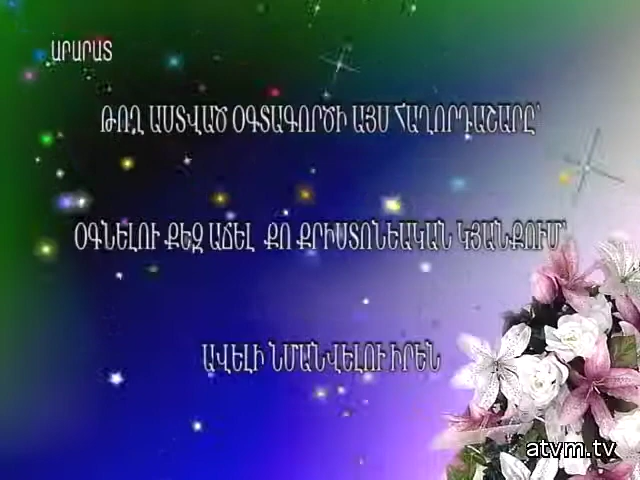 ԱՐԱՐԱՏ
ԹՈՂ ԱՍՏՎԱԾ ՕԳՏԱԳՈՐԾԻ ԱՅՍ ՀԱՂՈՐԴԱՇԱՐԸ՝
ՕԳՆԵԼՈՒ ՔԵԶ ԱՃԵԼ ՔՈ ՔՐԻՍՏՈՆԵԱԿԱՆ ԿՅԱՆՔՈՒՄ՝
ԱՎԵԼԻ ՆՄԱՆՎԵԼՈՒ ԻՐԵՆ
atvm.tv